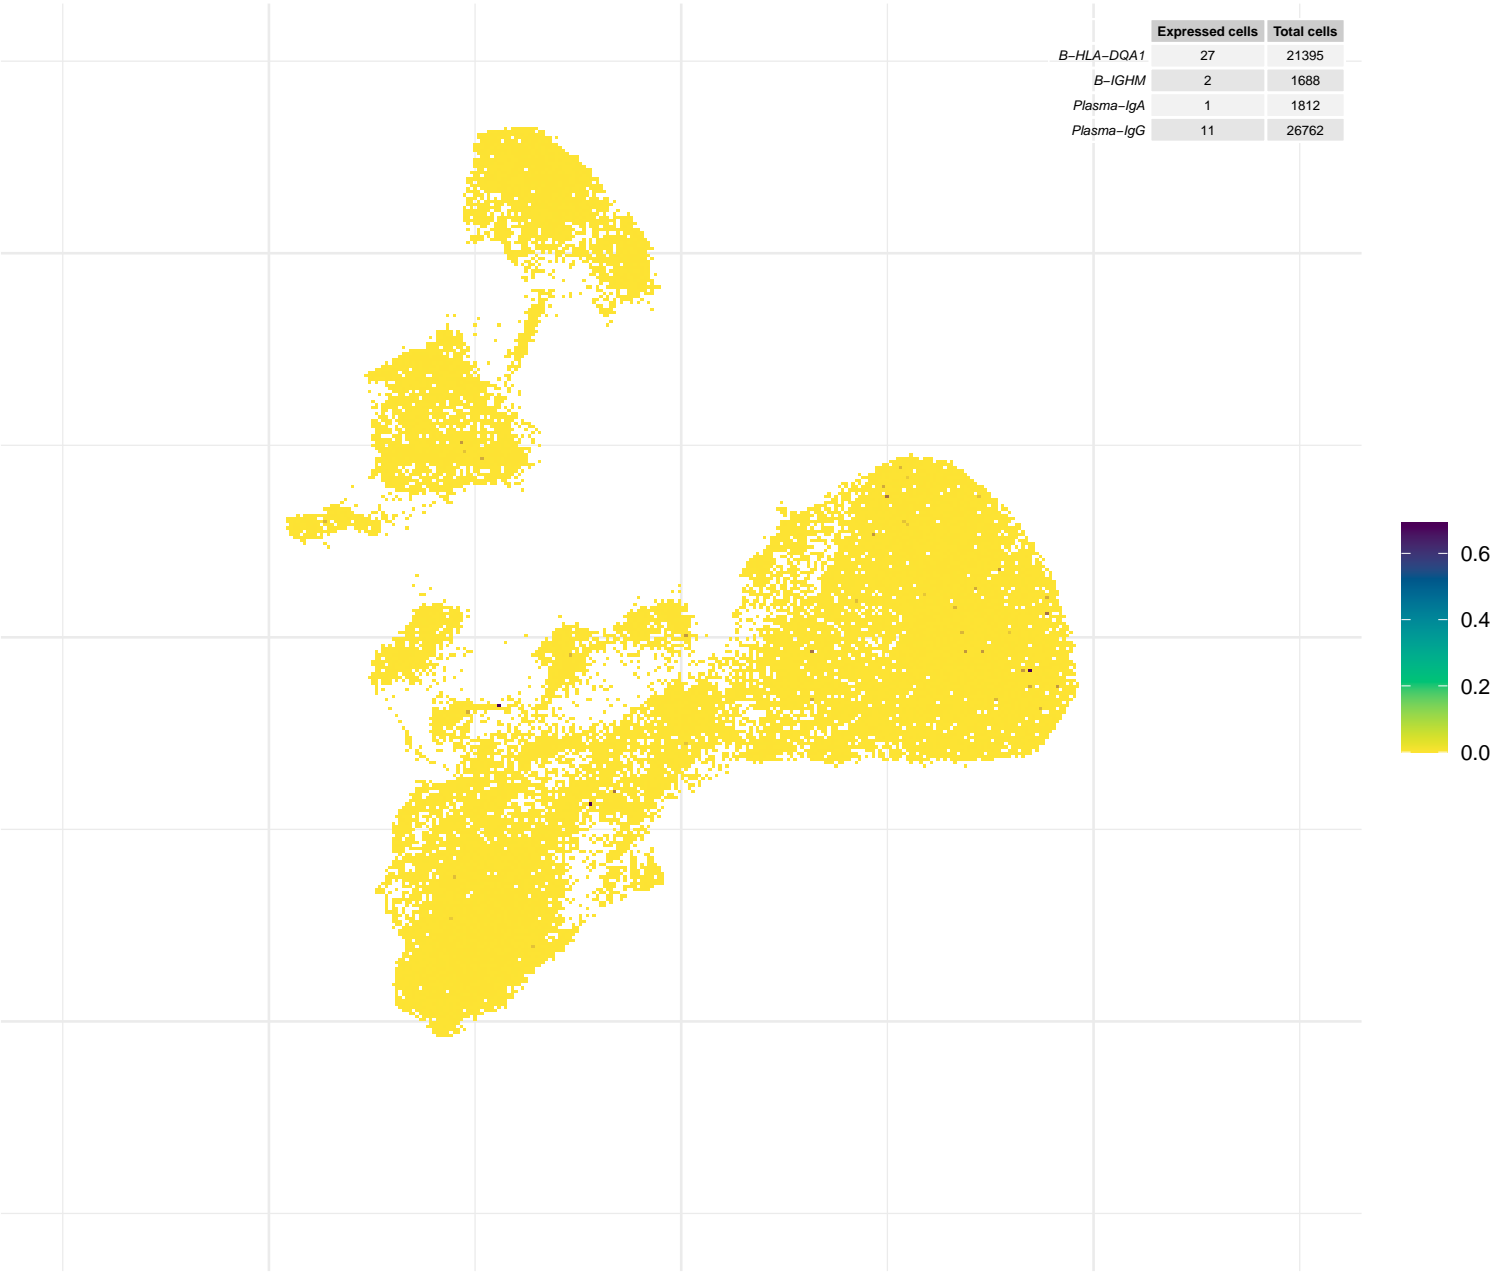 Expressed cells Total cells
B−HLA−DQA1 27 21395
B−IGHM 2 1688
Plasma−IgA 1 1812
Plasma−IgG 11 26762
0.6
0.4
0.2
0.0